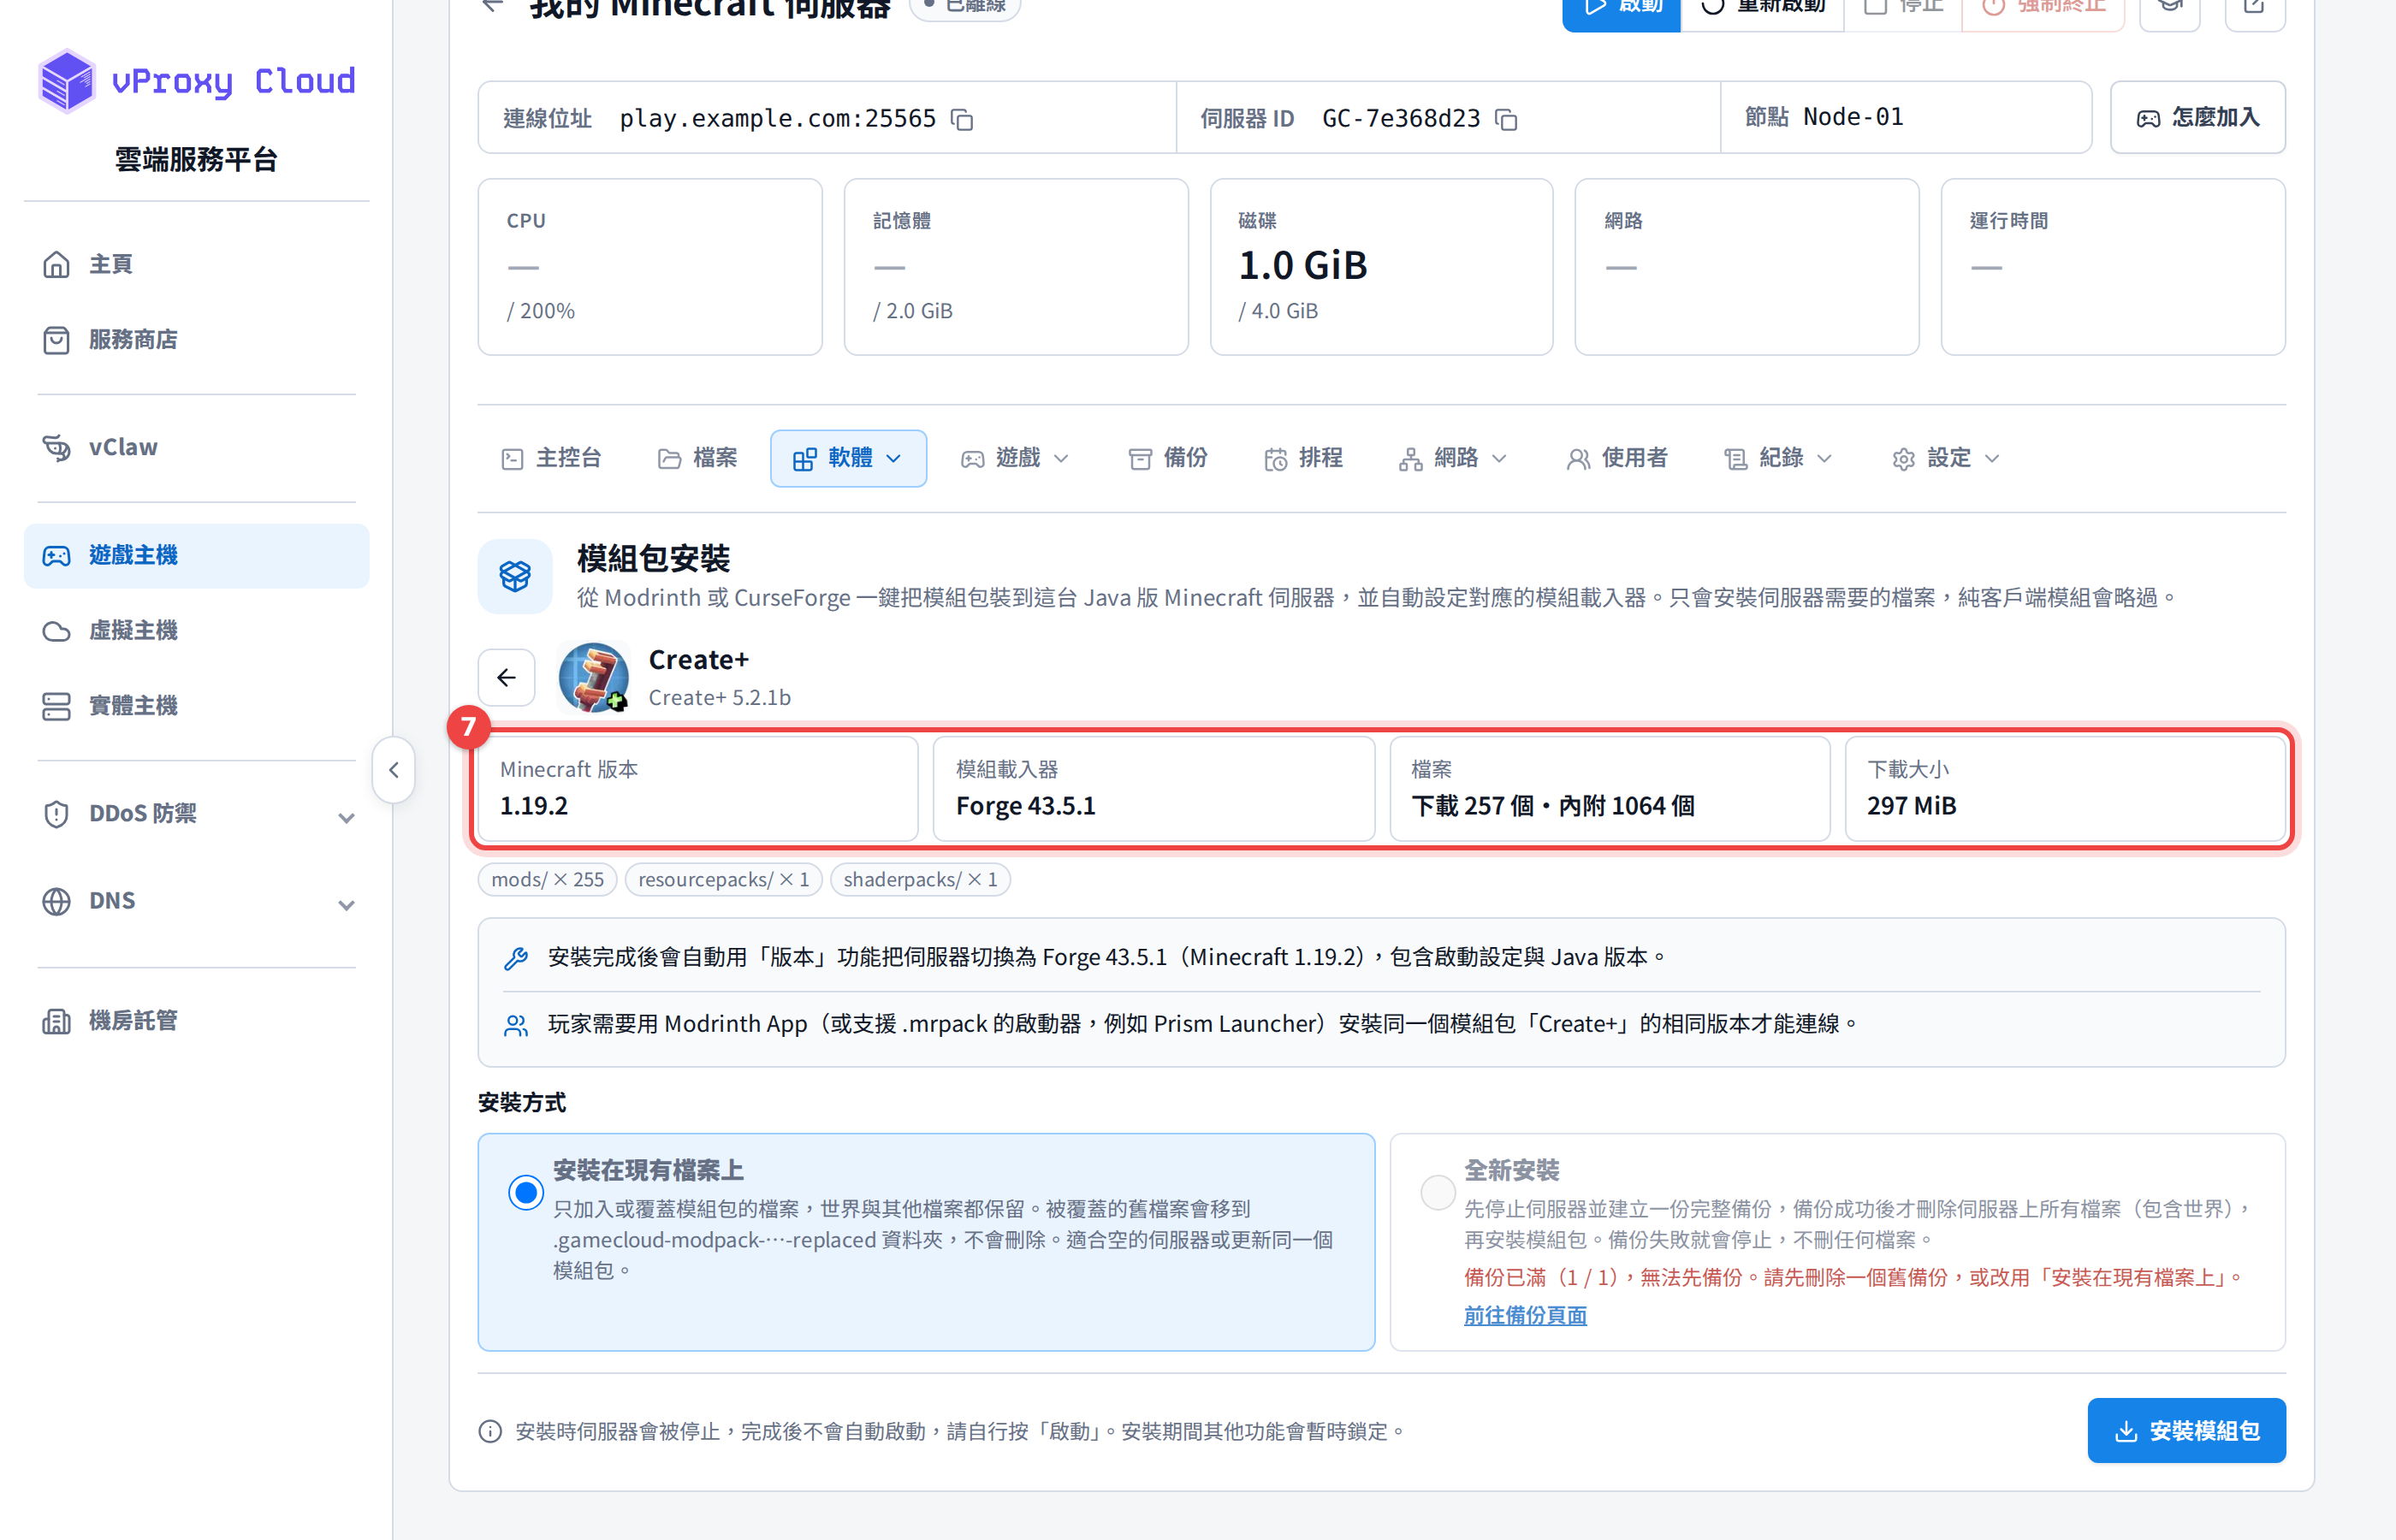 我的 Minecraft 伺服器
已離線
啟動
重新啟動
停止
強制終止
vProxy Cloud
雲端服務平台
主頁
服務商店
vClaw
遊戲主機
虛擬主機
實體主機
DDoS 防禦
DNS
機房託管
連線位址 play.example.com:25565
伺服器 ID GC-7e368d23
節點 Node-01
怎麼加入
CPU
—
/ 200%
記憶體
—
/ 2.0 GiB
磁碟
1.0 GiB
/ 4.0 GiB
網路
—
運行時間
—
主控台
檔案
軟體
遊戲
備份
排程
網路
使用者
紀錄
設定
模組包安裝
從 Modrinth 或 CurseForge 一鍵把模組包裝到這台 Java 版 Minecraft 伺服器，並自動設定對應的模組載入器。只會安裝伺服器需要的檔案，純客戶端模組會略過。
Create+
Create+ 5.2.1b
7
Minecraft 版本
1.19.2
模組載入器
Forge 43.5.1
檔案
下載 257 個・內附 1064 個
下載大小
297 MiB
mods/ × 255
resourcepacks/ × 1
shaderpacks/ × 1
安裝完成後會自動用「版本」功能把伺服器切換為 Forge 43.5.1（Minecraft 1.19.2），包含啟動設定與 Java 版本。
玩家需要用 Modrinth App（或支援 .mrpack 的啟動器，例如 Prism Launcher）安裝同一個模組包「Create+」的相同版本才能連線。
安裝方式
安裝在現有檔案上
只加入或覆蓋模組包的檔案，世界與其他檔案都保留。被覆蓋的舊檔案會移到
.gamecloud-modpack-…-replaced 資料夾，不會刪除。適合空的伺服器或更新同一個
模組包。
全新安裝
先停止伺服器並建立一份完整備份，備份成功後才刪除伺服器上所有檔案（包含世界），
再安裝模組包。備份失敗就會停止，不刪任何檔案。
備份已滿（1 / 1），無法先備份。請先刪除一個舊備份，或改用「安裝在現有檔案上」。
前往備份頁面
安裝時伺服器會被停止，完成後不會自動啟動，請自行按「啟動」。安裝期間其他功能會暫時鎖定。
安裝模組包